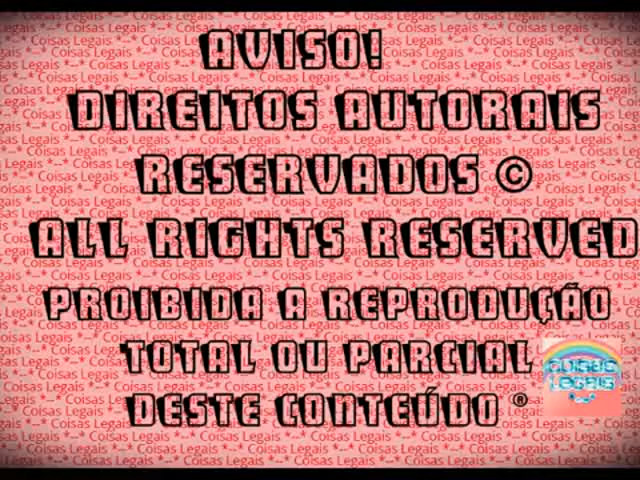 AVISO!
DIREITOS AUTORAIS
RESERVADOS ©
ALL RIGHTS RESERVED
PROIBIDA A REPRODUÇÃO
TOTAL OU PARCIAL
DESTE CONTEÚDO ®
COISAS
LEGAIS